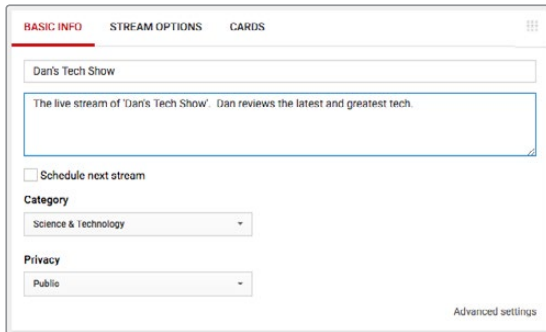 BASIC INFO STREAM OPTIONS CARDS
Dan's Tech Show
The live stream of 'Dan's Tech Show'. Dan reviews the latest and greatest tech.
Schedule next stream
Category
Science & Technology
Privacy
Public
Advanced settings